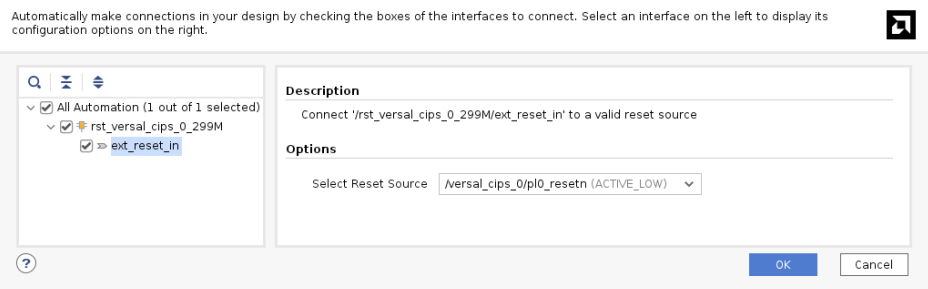 Automatically make connections in your design by checking the boxes of the interfaces to connect. Select an interface on the left to display its
configuration options on the right.
All Automation (1 out of 1 selected)
rst_versal_cips_0_299M
ext_reset_in
Description
Connect '/rst_versal_cips_0_299M/ext_reset_in' to a valid reset source
Options
Select Reset Source /versal_cips_0/pl0_resetn (ACTIVE_LOW)
?
OK Cancel